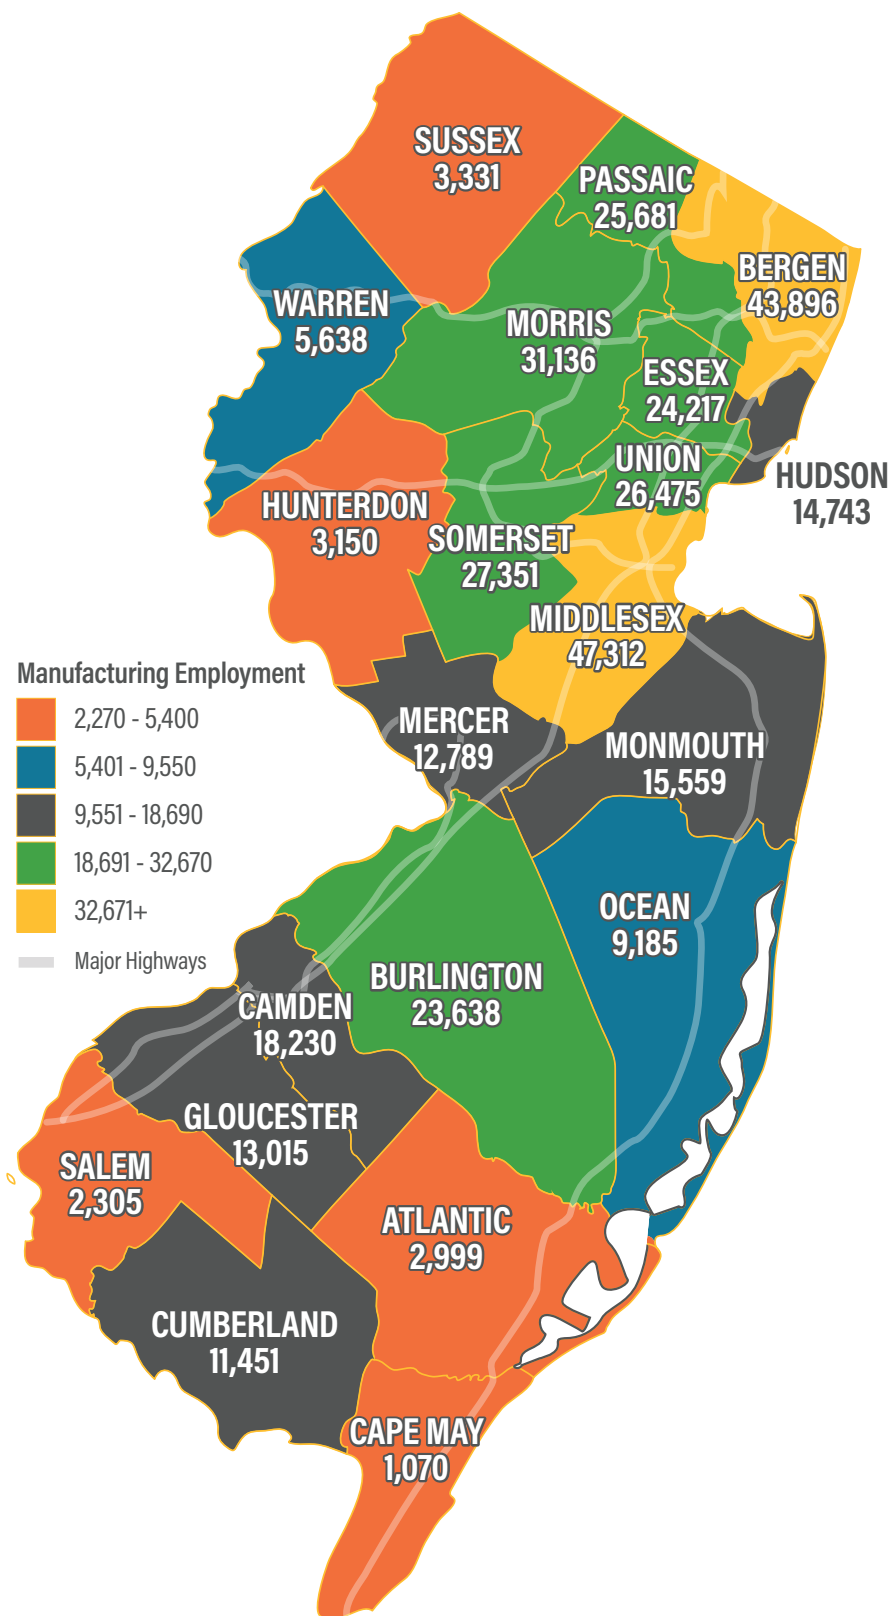 SUSSEX
3,331
PASSAIC
25,681
BERGEN
43,896
WARREN
5,638
MORRIS
31,136
ESSEX
24,217
UNION
26,475
HUDSON
14,743
HUNTERDON
3,150
SOMERSET
27,351
MIDDLESEX
47,312
Manufacturing Employment
2,270 - 5,400
5,401 - 9,550
9,551 - 18,690
18,691 - 32,670
32,671+
Major Highways
MERCER
12,789
MONMOUTH
15,559
OCEAN
9,185
BURLINGTON
23,638
CAMDEN
18,230
GLOUCESTER
13,015
SALEM
2,305
ATLANTIC
2,999
CUMBERLAND
11,451
CAPE MAY
1,070